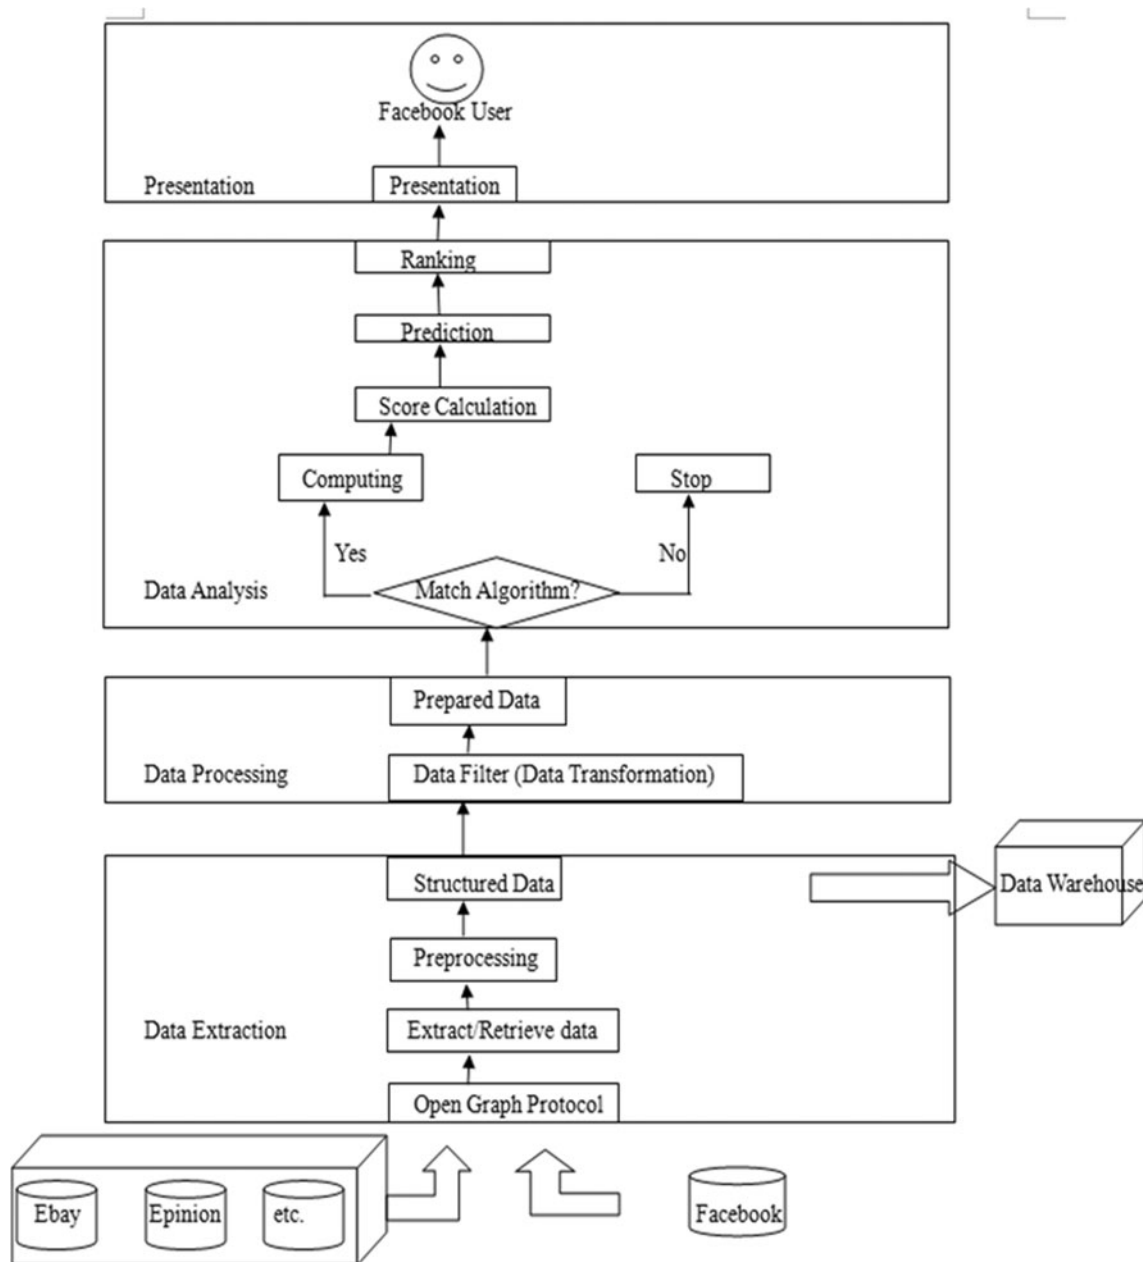 Facebook User
Presentation
Presentation
Ranking
Prediction
Score Calculation
Computing
Stop
Yes
No
Data Analysis
Match Algorithm?
Prepared Data
Data Processing
Data Filter (Data Transformation)
Structured Data
Data Warehouse
Preprocessing
Data Extraction
Extract/Retrieve data
Open Graph Protocol
Ebay
Epinion
etc.
Facebook